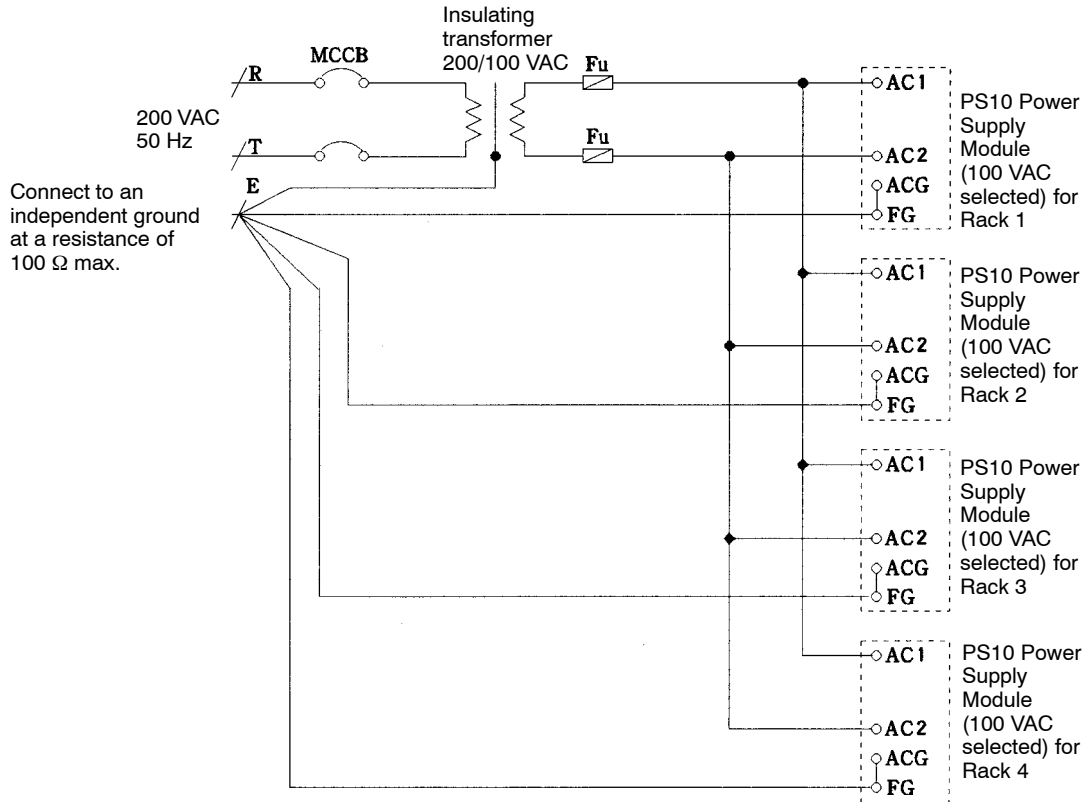 Insulating
transformer
200/100 VAC
MCCB
Fu
R
200 VAC
50 Hz
Fu
T
E
Connect to an
independent ground
at a resistance of
100 Ω max.
AC1
AC2
ACG
FG
PS10 Power
Supply
Module
(100 VAC
selected) for
Rack 1
AC1
AC2
ACG
FG
PS10 Power
Supply
Module
(100 VAC
selected) for
Rack 2
AC1
AC2
ACG
FG
PS10 Power
Supply
Module
(100 VAC
selected) for
Rack 3
AC1
AC2
ACG
FG
PS10 Power
Supply
Module
(100 VAC
selected) for
Rack 4